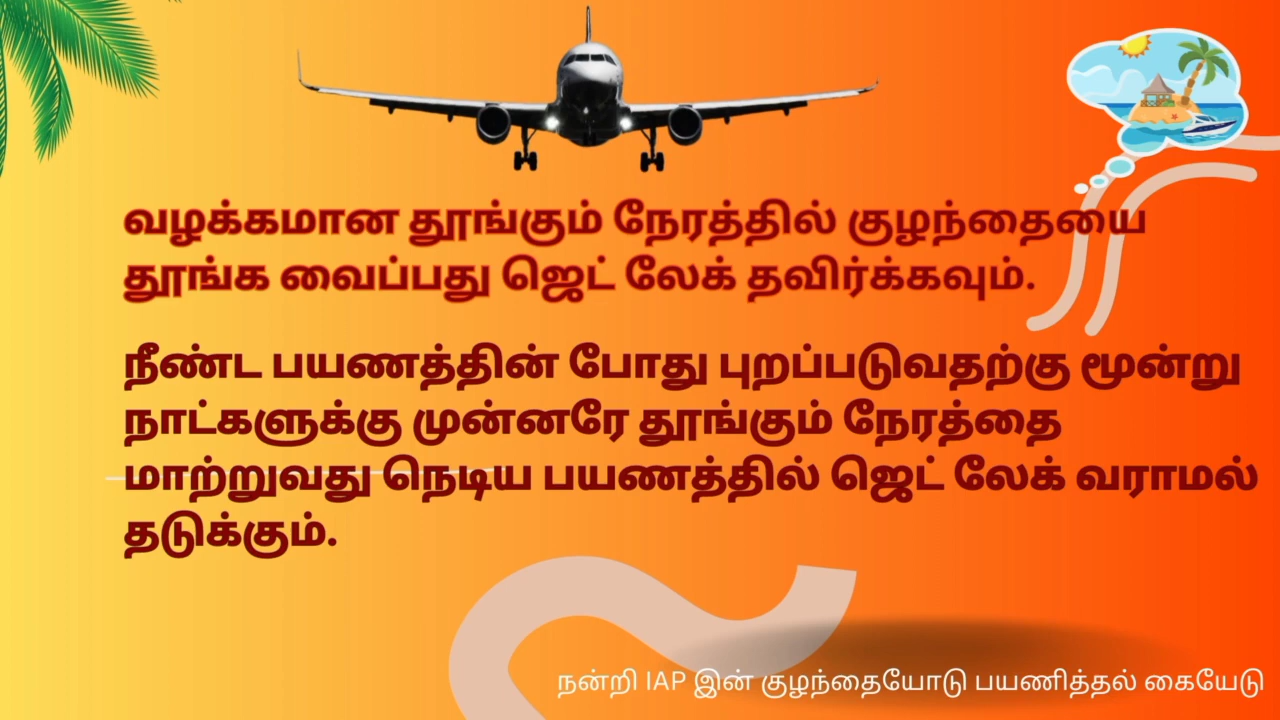 வழக்கமான தூங்கும் நேரத்தில் குழந்தையை
தூங்க வைப்பது ஜெட் லேக் தவிர்க்கவும்.
நீண்ட பயணத்தின் போது புறப்படுவதற்கு மூன்று
நாட்களுக்கு முன்னரே தூங்கும் நேரத்தை
மாற்றுவது நெடிய பயணத்தில் ஜெட் லேக் வராமல்
தடுக்கும்.
நன்றி IAP இன் குழந்தையோடு பயணித்தல் கையேடு